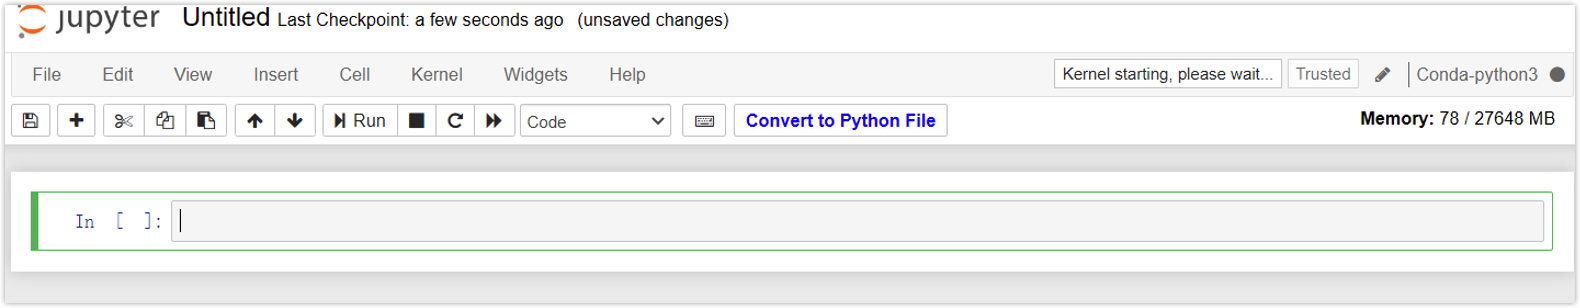 jupyter Untitled Last Checkpoint: a few seconds ago (unsaved changes)
File Edit View Insert Cell Kernel Widgets Help Kernel starting, please wait... Trusted Conda-python3
Run Code Convert to Python File Memory: 78 / 27648 MB
In [ ]: